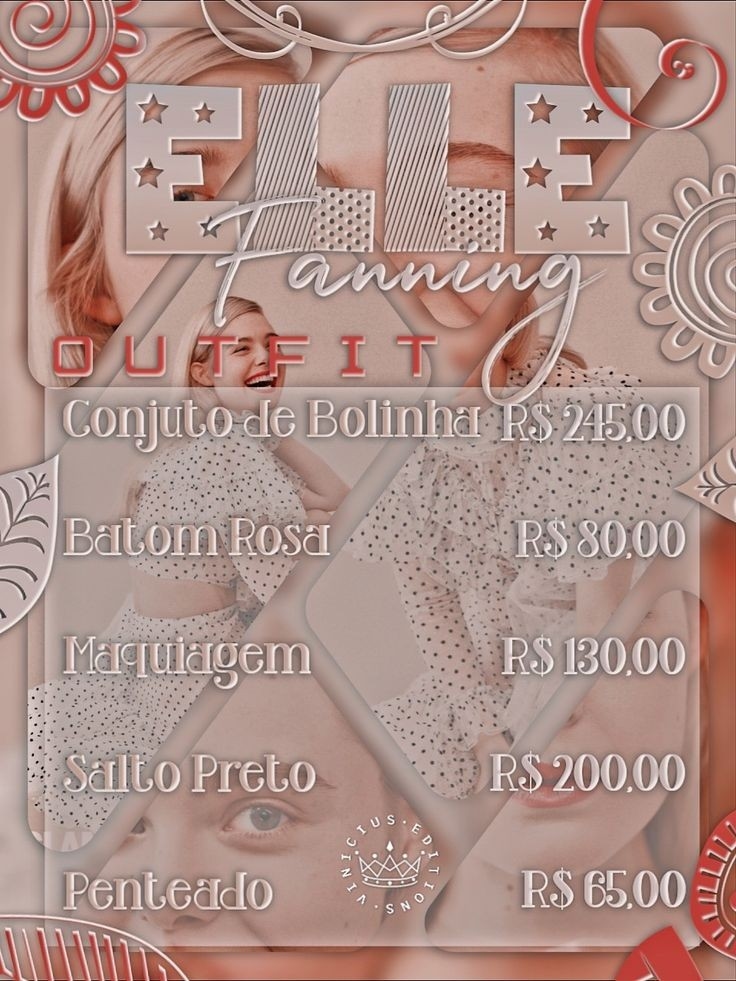 ELLE
Fanning
OUTFIT
Conjuto de Bolinha R$ 245,00
Batom Rosa R$ 80,00
Maquiagem R$ 130,00
Salto Preto R$ 200,00
Penteado R$ 65,00
VINICIUS·EDITIONS·